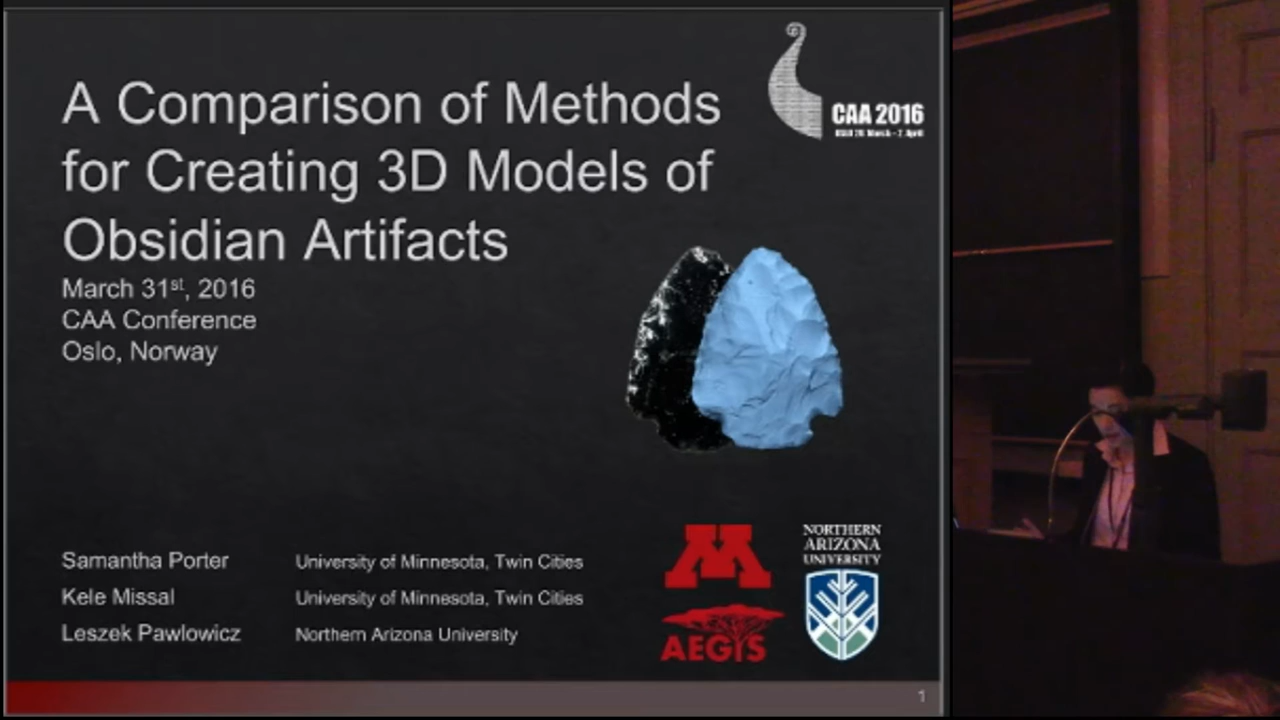 A Comparison of Methods
for Creating 3D Models of
Obsidian Artifacts
March 31st, 2016
CAA Conference
Oslo, Norway
CAA 2016
Samantha Porter University of Minnesota, Twin Cities
Kele Missal University of Minnesota, Twin Cities
Leszek Pawlowicz Northern Arizona University
M
AEGIS
NORTHERN
ARIZONA
UNIVERSITY
1